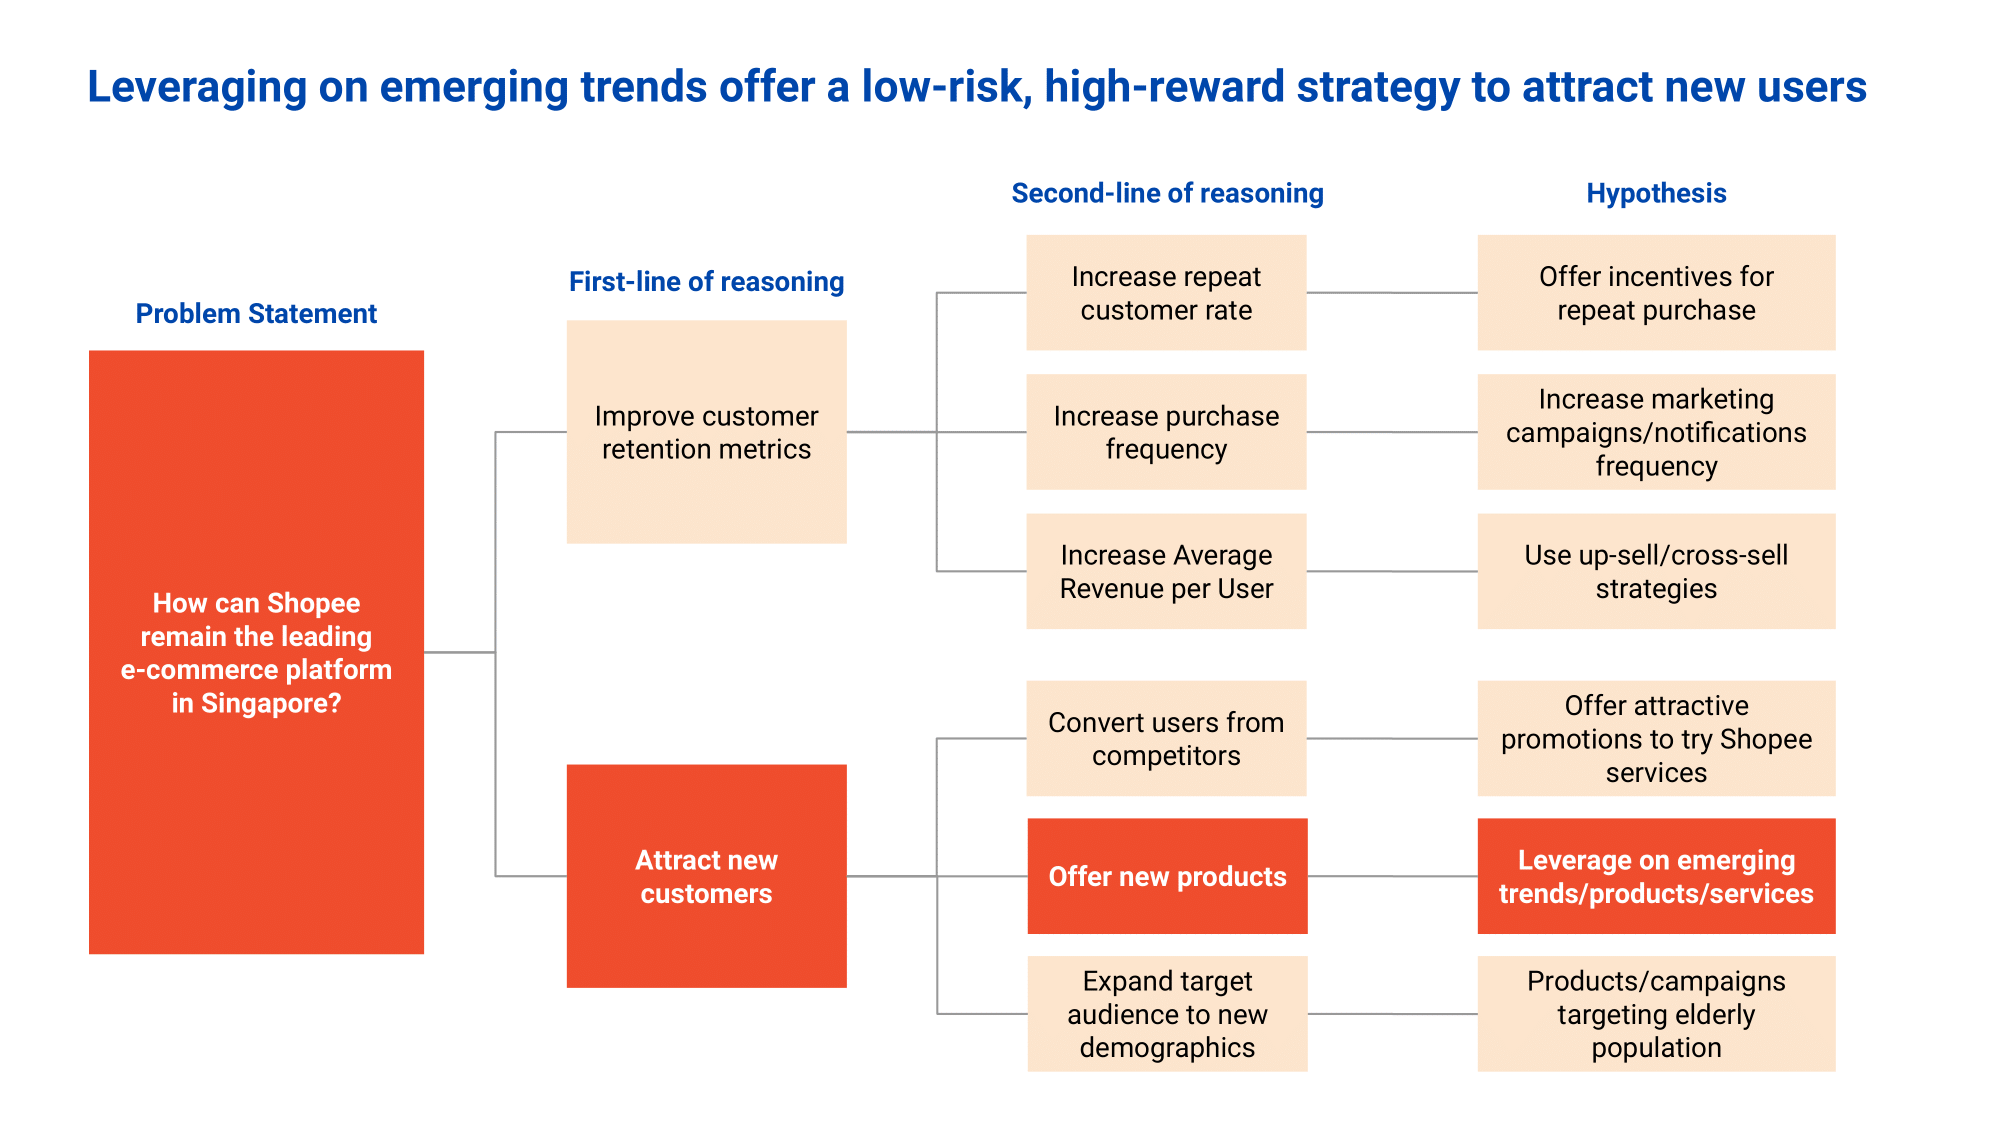 Leveraging on emerging trends offer a low-risk, high-reward strategy to attract new users
Problem Statement
How can Shopee
remain the leading
e-commerce platform
in Singapore?
First-line of reasoning
Improve customer
retention metrics
Attract new
customers
Second-line of reasoning
Increase repeat
customer rate
Increase purchase
frequency
Increase Average
Revenue per User
Convert users from
competitors
Offer new products
Expand target
audience to new
demographics
Hypothesis
Offer incentives for
repeat purchase
Increase marketing
campaigns/notifications
frequency
Use up-sell/cross-sell
strategies
Offer attractive
promotions to try Shopee
services
Leverage on emerging
trends/products/services
Products/campaigns
targeting elderly
population